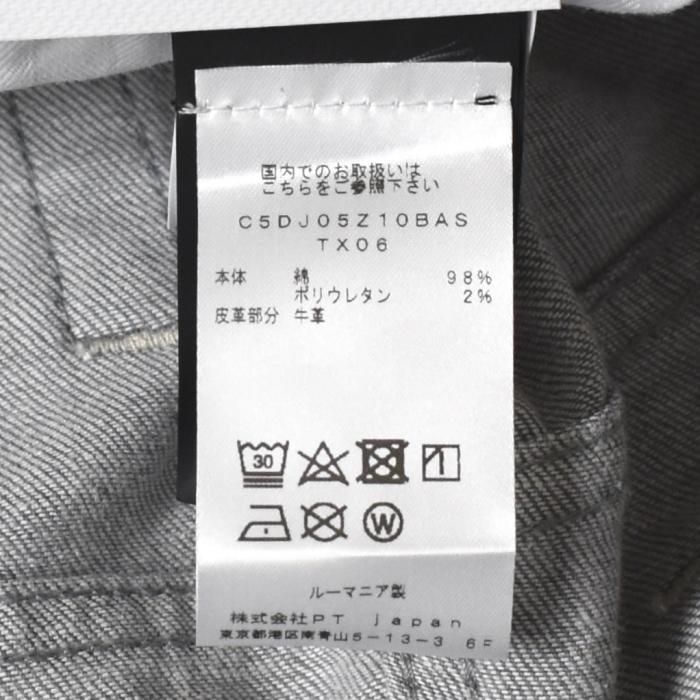 国内でのお取扱いは
こちらをご参照下さい
C5DJ05Z10BAS
TX06
本体 綿 98%
ポリウレタン 2%
皮革部分 牛革
30
W
ルーマニア製
株式会社PT japan
東京都港区南青山5-13-3 6F